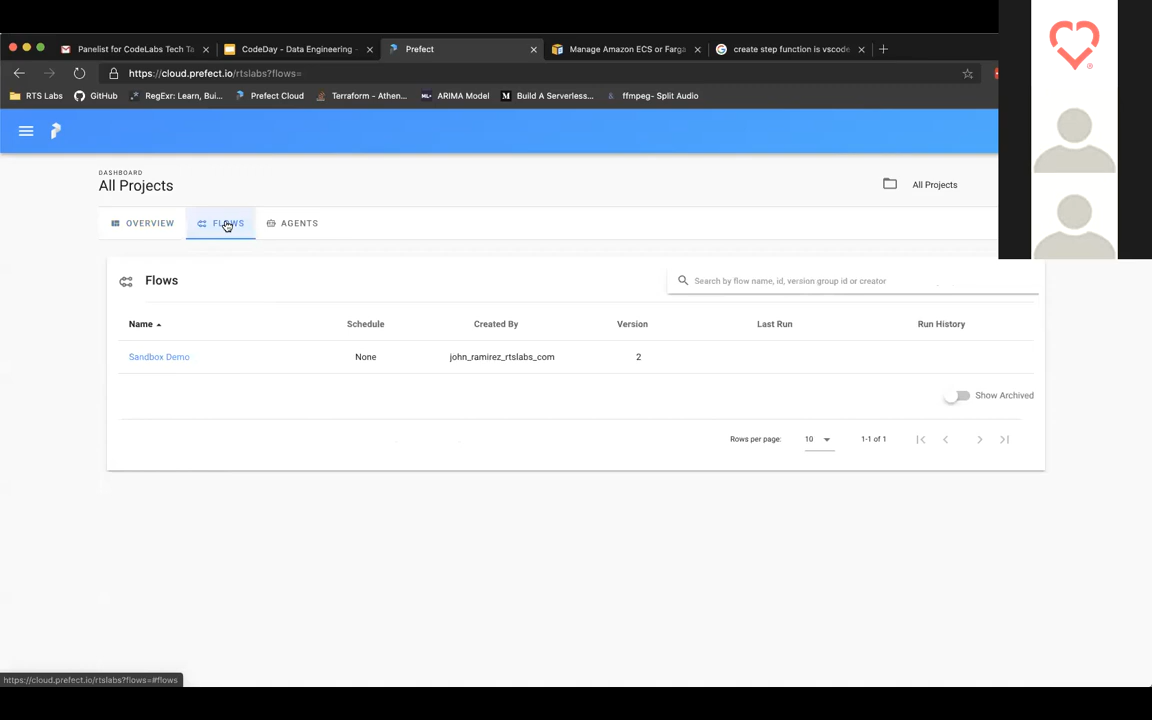 Panelist for CodeLabs Tech Ta
CodeDay - Data Engineering -
Prefect
Manage Amazon ECS or Farga
create step function is vscode
https://cloud.prefect.io/rtslabs?flows=
RTS Labs
GitHub
RegExr: Learn, Bui...
Prefect Cloud
Terraform - Athen...
ARIMA Model
Build A Serverless...
ffmpeg- Split Audio
DASHBOARD
All Projects
All Projects
OVERVIEW
FLOWS
AGENTS
Flows
Search by flow name, id, version group id or creator
Name Schedule Created By Version Last Run Run History
Sandbox Demo None john_ramirez_rtslabs_com 2
Show Archived
Rows per page: 10 1-1 of 1
https://cloud.prefect.io/rtslabs?flows=#flows